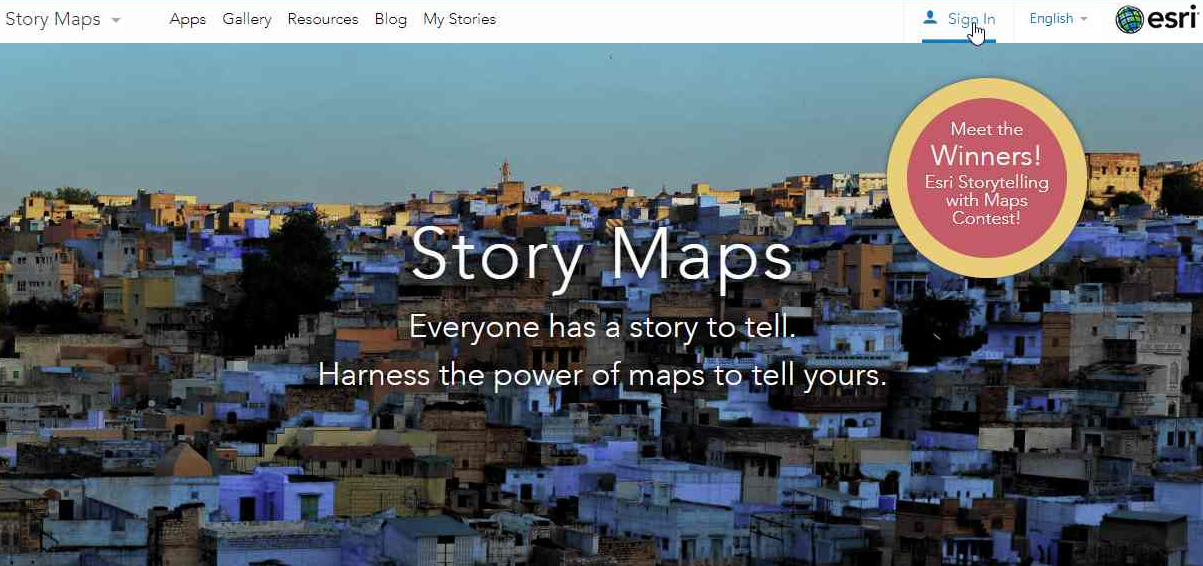 Story Maps
Apps Gallery Resources Blog My Stories
Sign In
English
esri
Meet the
Winners!
Esri Storytelling
with Maps
Contest!
Story Maps
Everyone has a story to tell.
Harness the power of maps to tell yours.